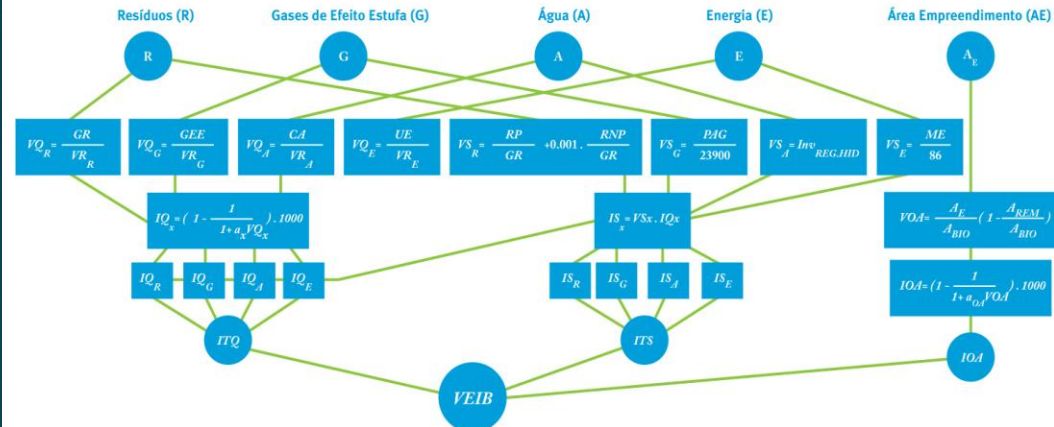 Resíduos (R) Gases de Efeito Estufa (G) Água (A) Energia (E) Área Empreendimento (AE)
R G A E A_E
VQ_R = GR / VR_R
VQ_G = GEE / VR_G
VQ_A = CA / VR_A
VQ_E = UE / VR_E
VS_R = RP / GR +0.001 . RNP / GR
VS_G = PAG / 23900
VS_A = Inv_REG.HID
VS_E = ME / 86
IQ_x = ( 1 - 1 / 1+ a_x VQ_x ) . 1000
IS_x = VSx . IQx
VOA= A_E / A_BIO ( 1 - A_REM / A_BIO )
IQ_R IQ_G IQ_A IQ_E IS_R IS_G IS_A IS_E
IOA=(1 - 1 / 1+ a_OA VOA ) . 1000
ITQ ITS IOA
VEIB